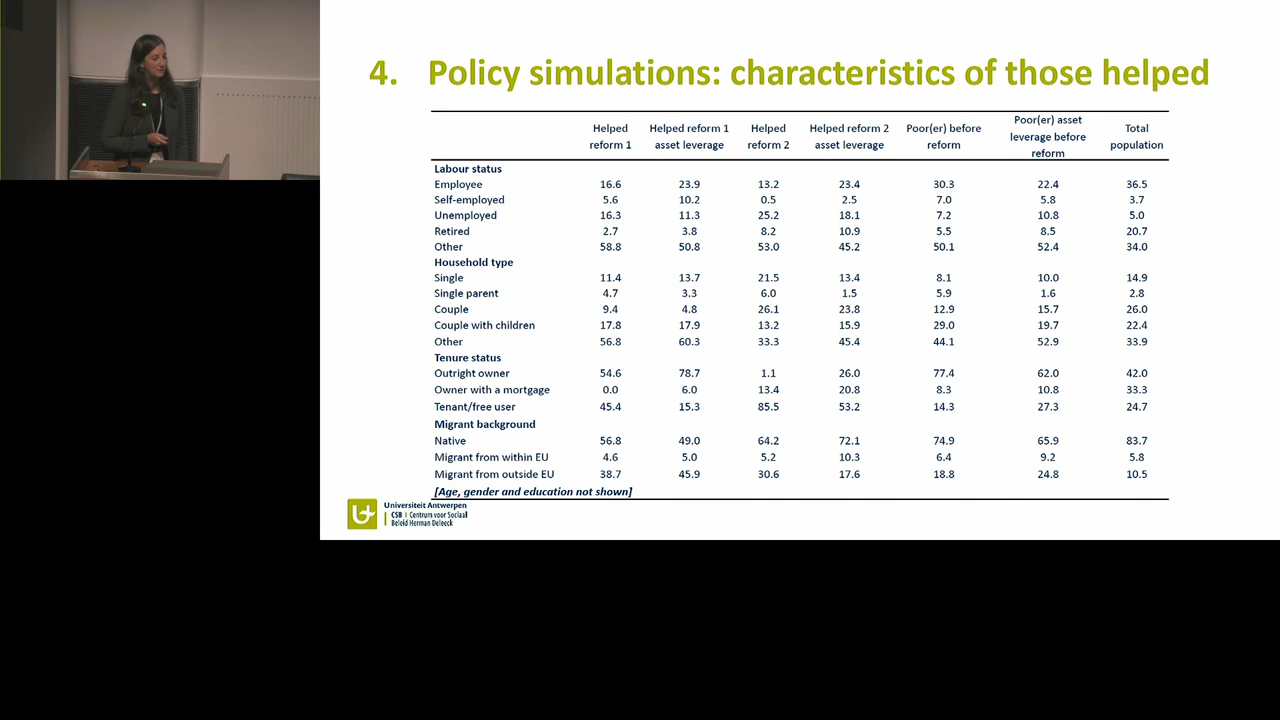 4. Policy simulations: characteristics of those helped
Helped reform 1 Helped reform 1 asset leverage Helped reform 2 Helped reform 2 asset leverage Poor(er) before reform Poor(er) asset leverage before reform Total population
Labour status
Employee 16.6 23.9 13.2 23.4 30.3 22.4 36.5
Self-employed 5.6 10.2 0.5 2.5 7.0 5.8 3.7
Unemployed 16.3 11.3 25.2 18.1 7.2 10.8 5.0
Retired 2.7 3.8 8.2 10.9 5.5 8.5 20.7
Other 58.8 50.8 53.0 45.2 50.1 52.4 34.0
Household type
Single 11.4 13.7 21.5 13.4 8.1 10.0 14.9
Single parent 4.7 3.3 6.0 1.5 5.9 1.6 2.8
Couple 9.4 4.8 26.1 23.8 12.9 15.7 26.0
Couple with children 17.8 17.9 13.2 15.9 29.0 19.7 22.4
Other 56.8 60.3 33.3 45.4 44.1 52.9 33.9
Tenure status
Outright owner 54.6 78.7 1.1 26.0 77.4 62.0 42.0
Owner with a mortgage 0.0 6.0 13.4 20.8 8.3 10.8 33.3
Tenant/free user 45.4 15.3 85.5 53.2 14.3 27.3 24.7
Migrant background
Native 56.8 49.0 64.2 72.1 74.9 65.9 83.7
Migrant from within EU 4.6 5.0 5.2 10.3 6.4 9.2 5.8
Migrant from outside EU 38.7 45.9 30.6 17.6 18.8 24.8 10.5
[Age, gender and education not shown]
Universiteit Antwerpen
CSB | Centrum voor Sociaal
Beleid Herman Deleeck